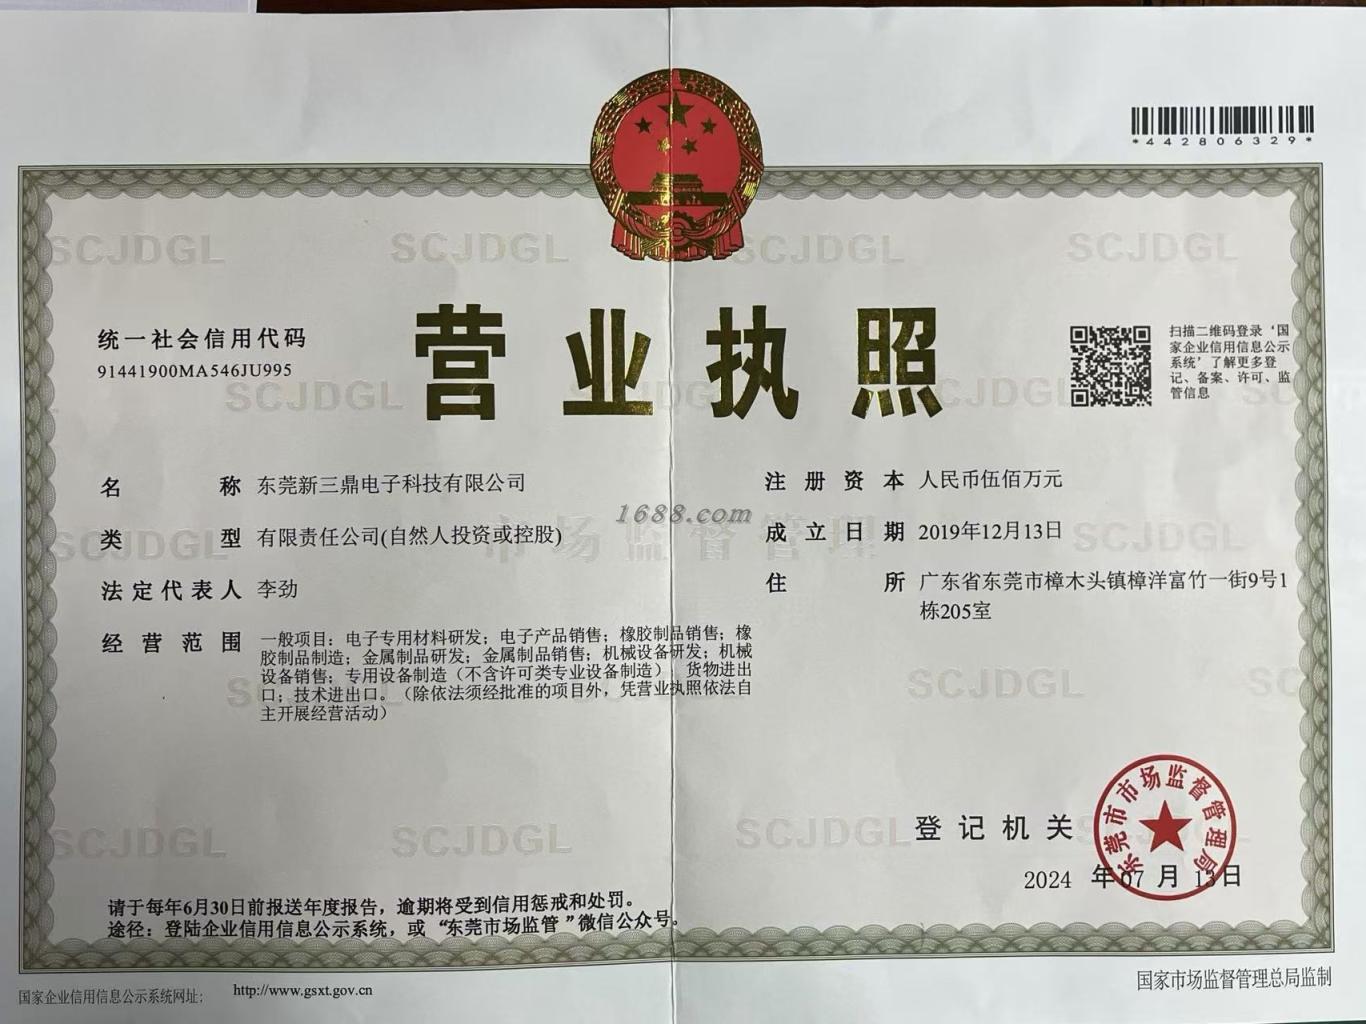 *442806329*
统一社会信用代码
91441900MA546JU995
营业执照
扫描二维码登录‘国
家企业信用信息公示
系统’了解更多登
记、备案、许可、监
管信息
名称 东莞新三鼎电子科技有限公司
类型 有限责任公司(自然人投资或控股)
法定代表人 李劲
经营范围 一般项目：电子专用材料研发；电子产品销售；橡胶制品销售；橡
胶制品制造；金属制品研发；金属制品销售；机械设备研发；机械
设备销售；专用设备制造（不含许可类专业设备制造）；货物进出
口；技术进出口。（除依法须经批准的项目外，凭营业执照依法自
主开展经营活动）
注册资本 人民币伍佰万元
成立日期 2019年12月13日
住所 广东省东莞市樟木头镇樟洋富竹一街9号1
栋205室
1688.com
市场监督管理
SCJDGL
登记机关
东莞市市场监督管理局
2024 年 07 月 13 日
请于每年6月30日前报送年度报告，逾期将受到信用惩戒和处罚。
途径：登陆企业信用信息公示系统，或“东莞市场监管”微信公众号。
国家企业信用信息公示系统网址： http://www.gsxt.gov.cn
国家市场监督管理总局监制